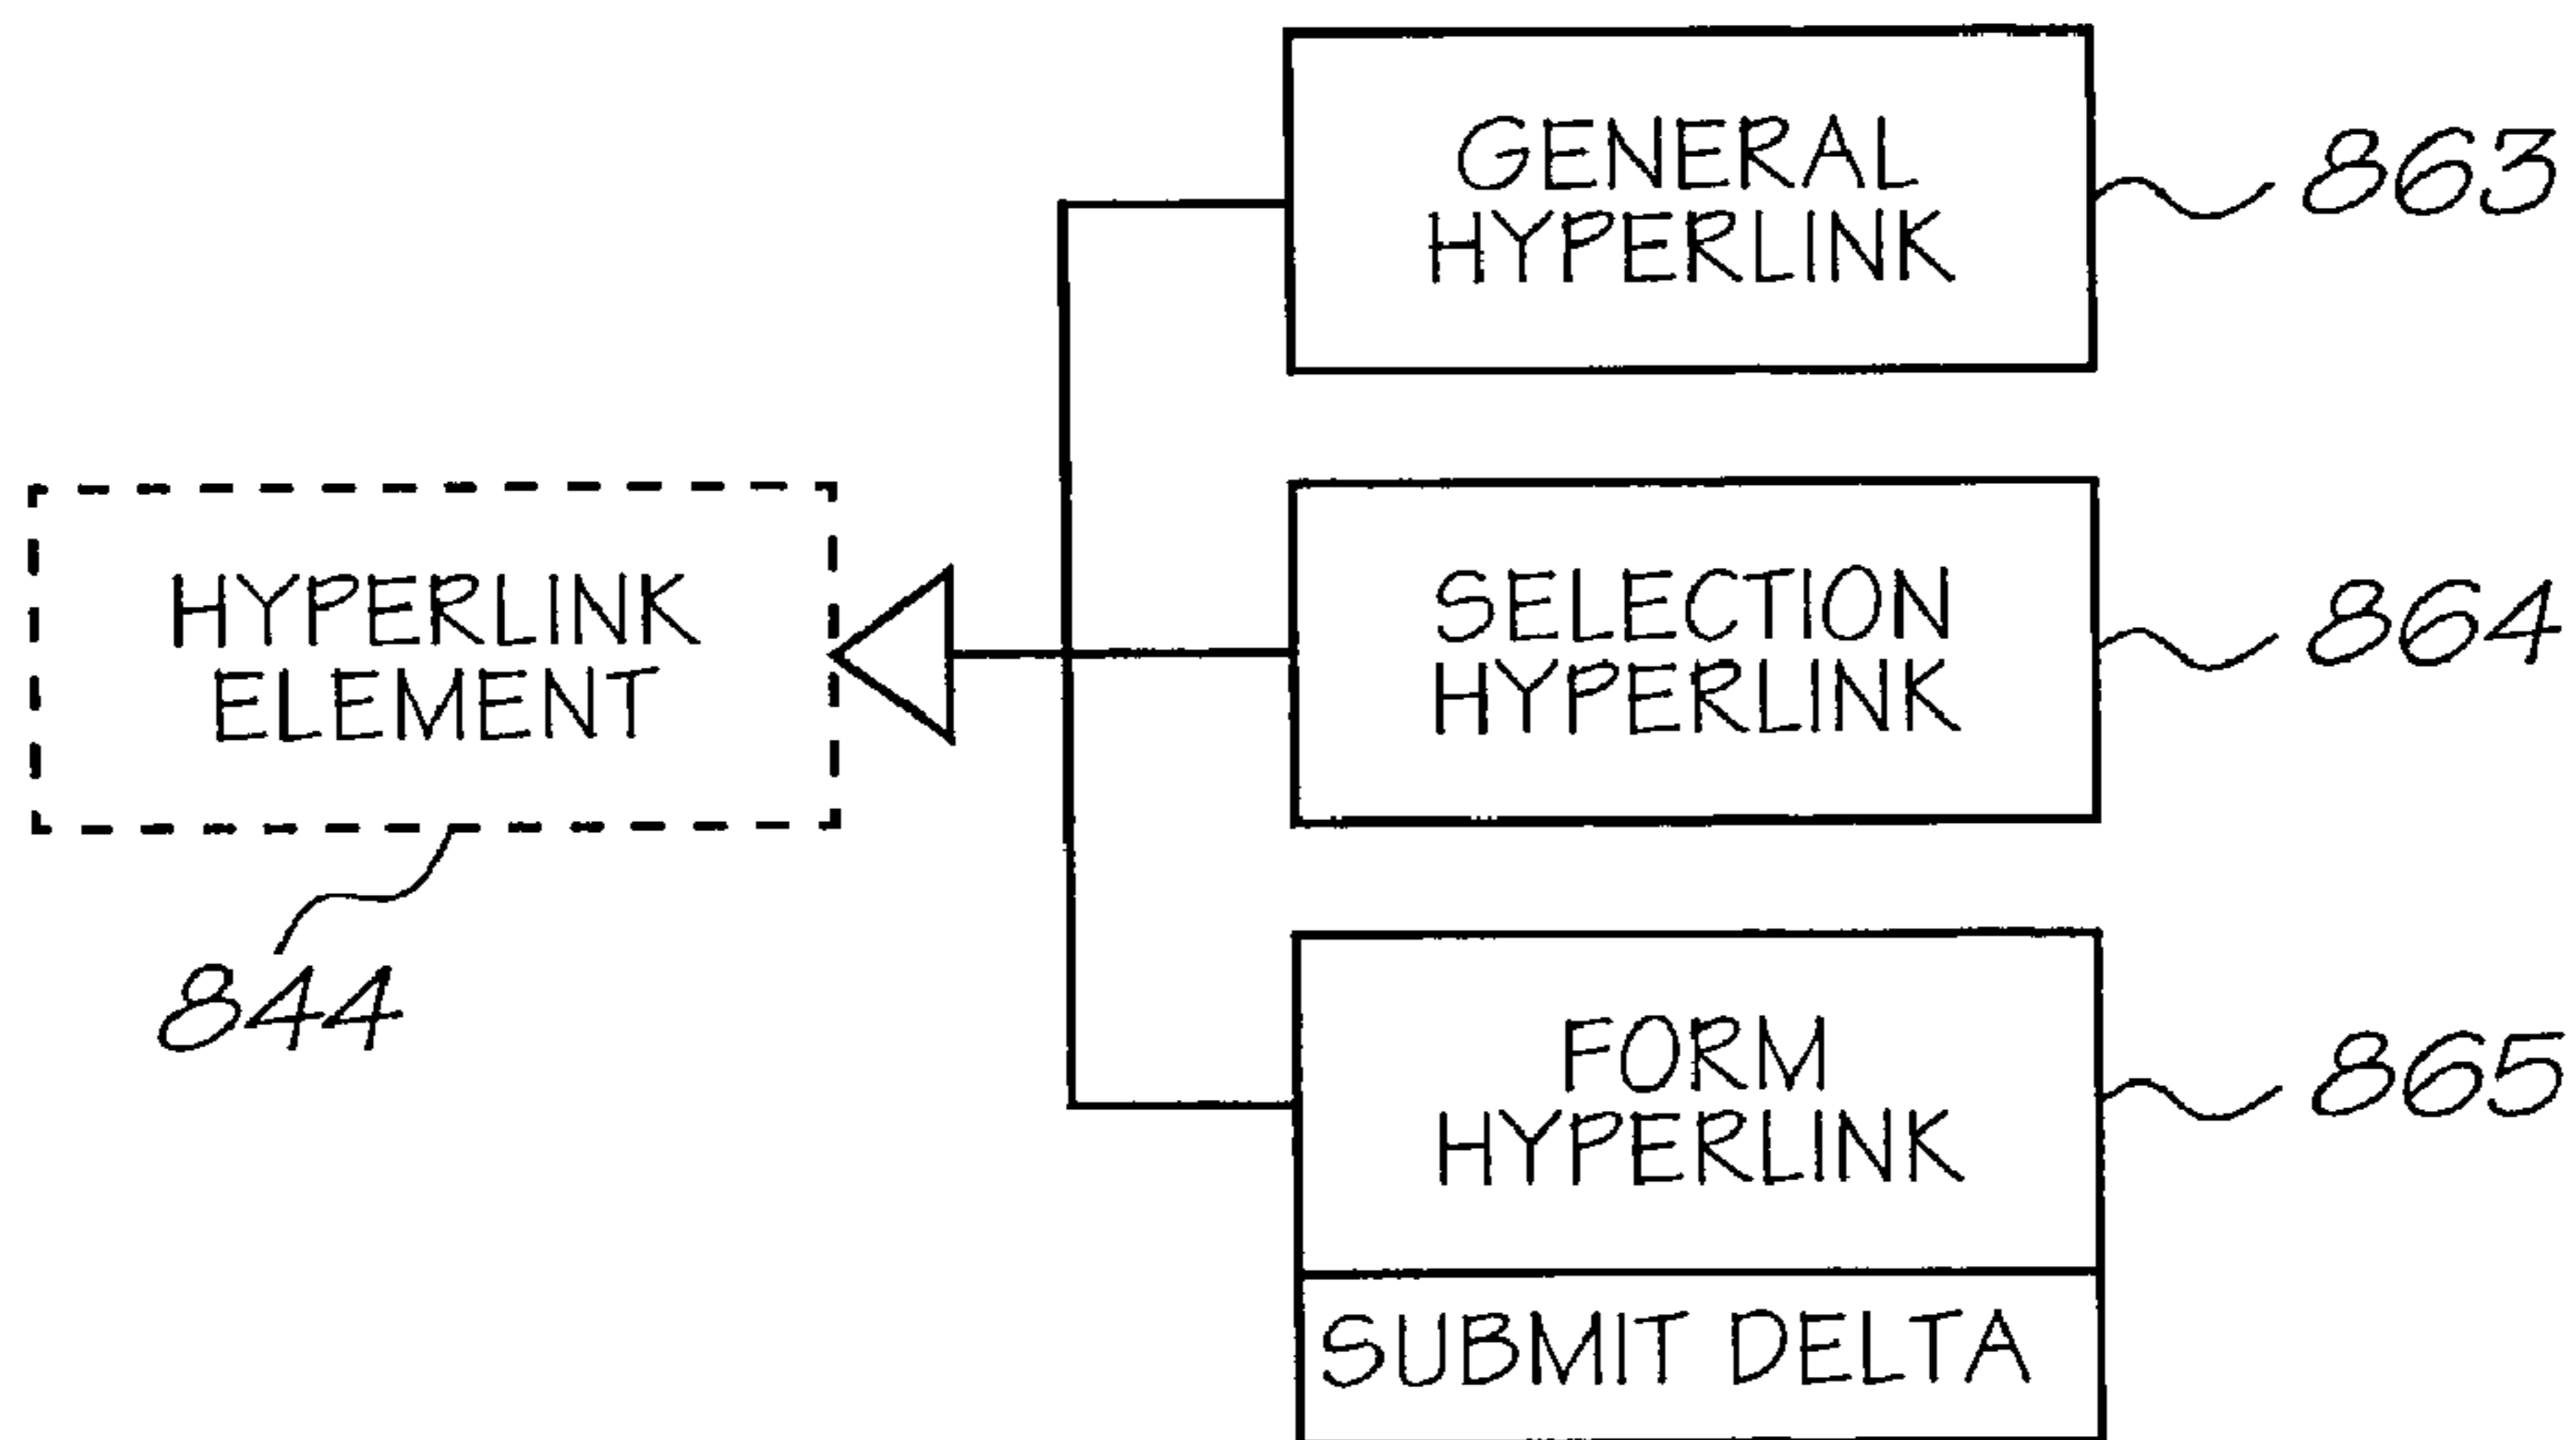 GENERAL
HYPERLINK
863
HYPERLINK
ELEMENT
844
SELECTION
HYPERLINK
864
FORM
HYPERLINK
865
SUBMIT DELTA